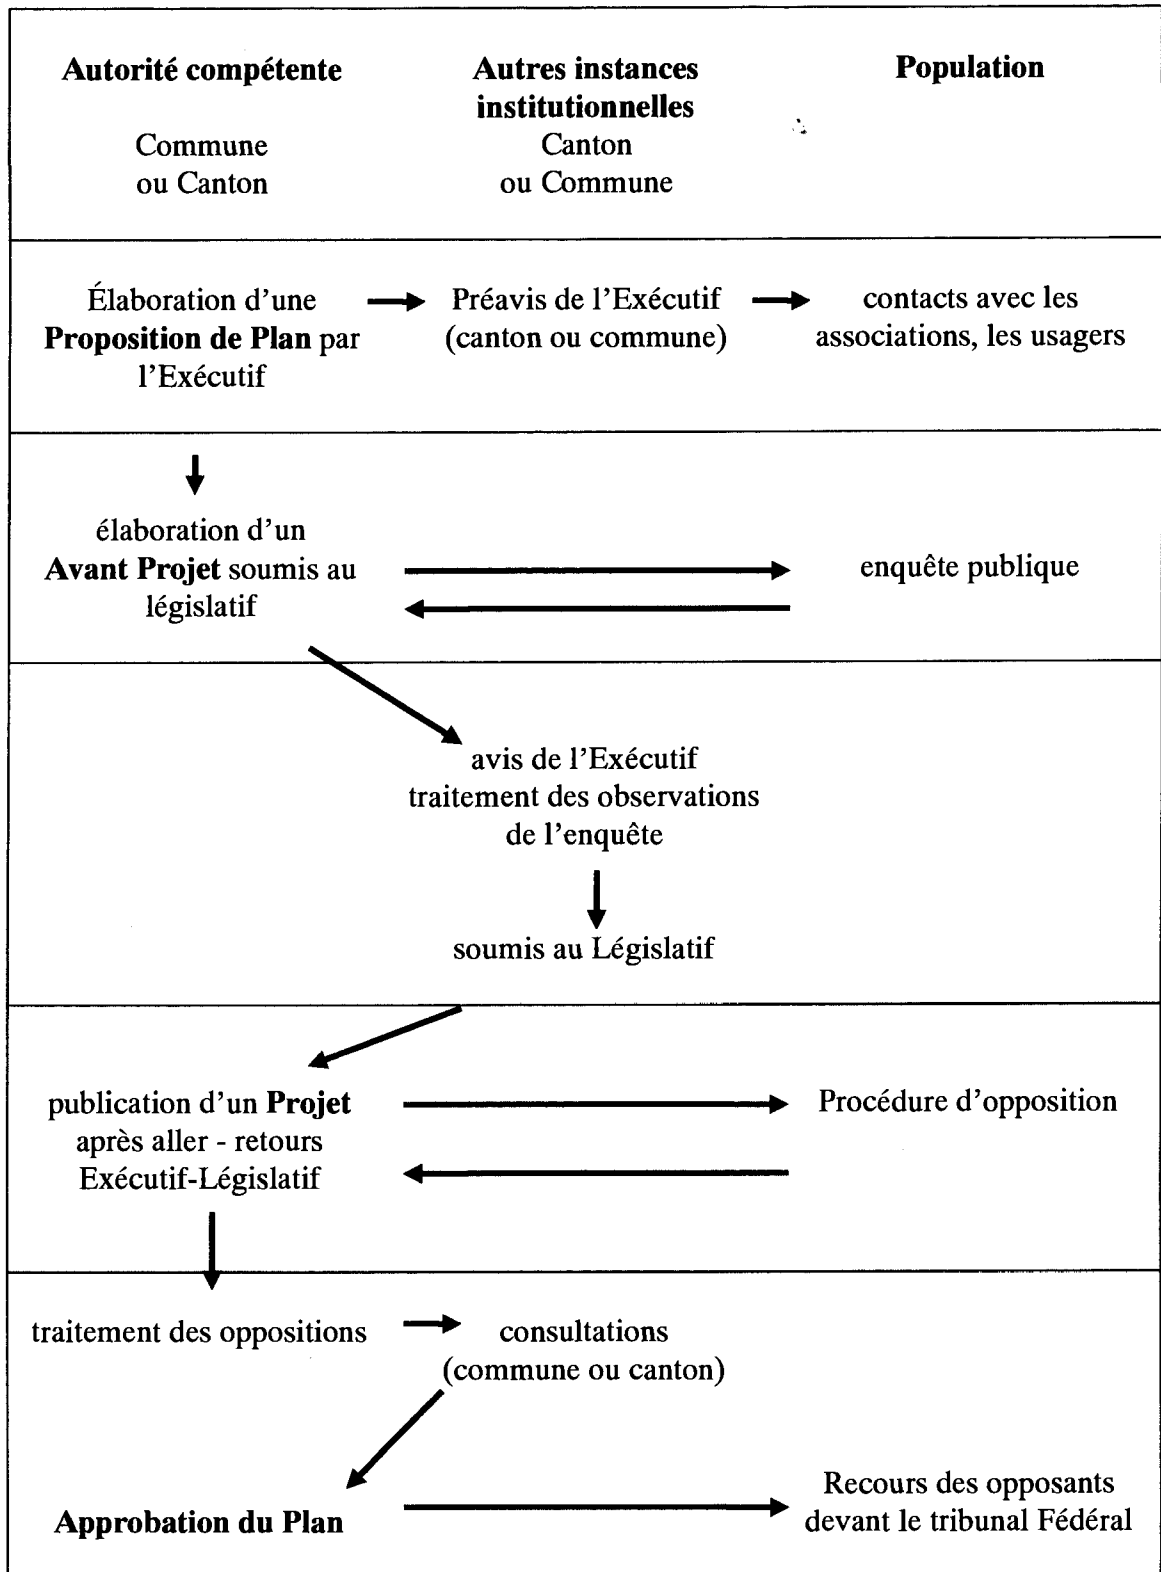 Autorité compétente
Commune
ou Canton
Autres instances
institutionnelles
Canton
ou Commune
Population
Élaboration d'une
Proposition de Plan par
l'Exécutif
Préavis de l'Exécutif
(canton ou commune)
contacts avec les
associations, les usagers
élaboration d'un
Avant Projet soumis au
législatif
enquête publique
avis de l'Exécutif
traitement des observations
de l'enquête
soumis au Législatif
publication d'un Projet
après aller - retours
Exécutif-Législatif
Procédure d'opposition
traitement des oppositions
consultations
(commune ou canton)
Approbation du Plan
Recours des opposants
devant le tribunal Fédéral